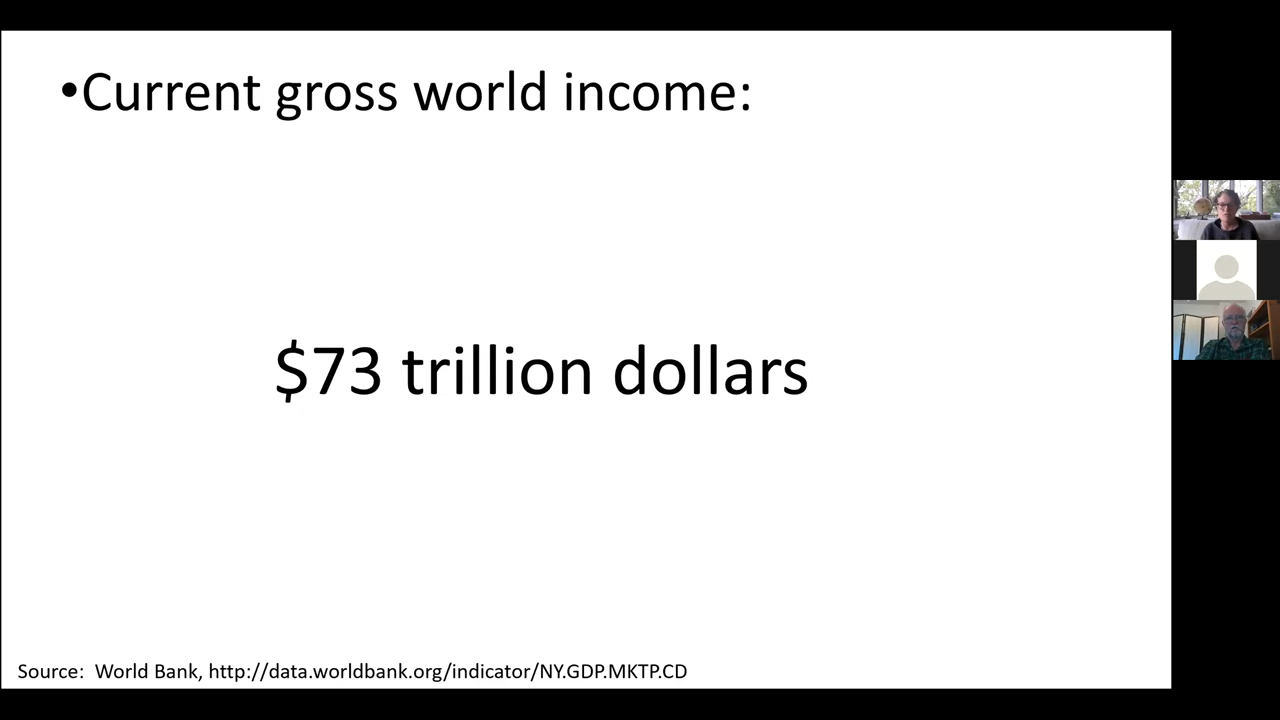 •Current gross world income:
$73 trillion dollars
Source:  World Bank, http://data.worldbank.org/indicator/NY.GDP.MKTP.CD